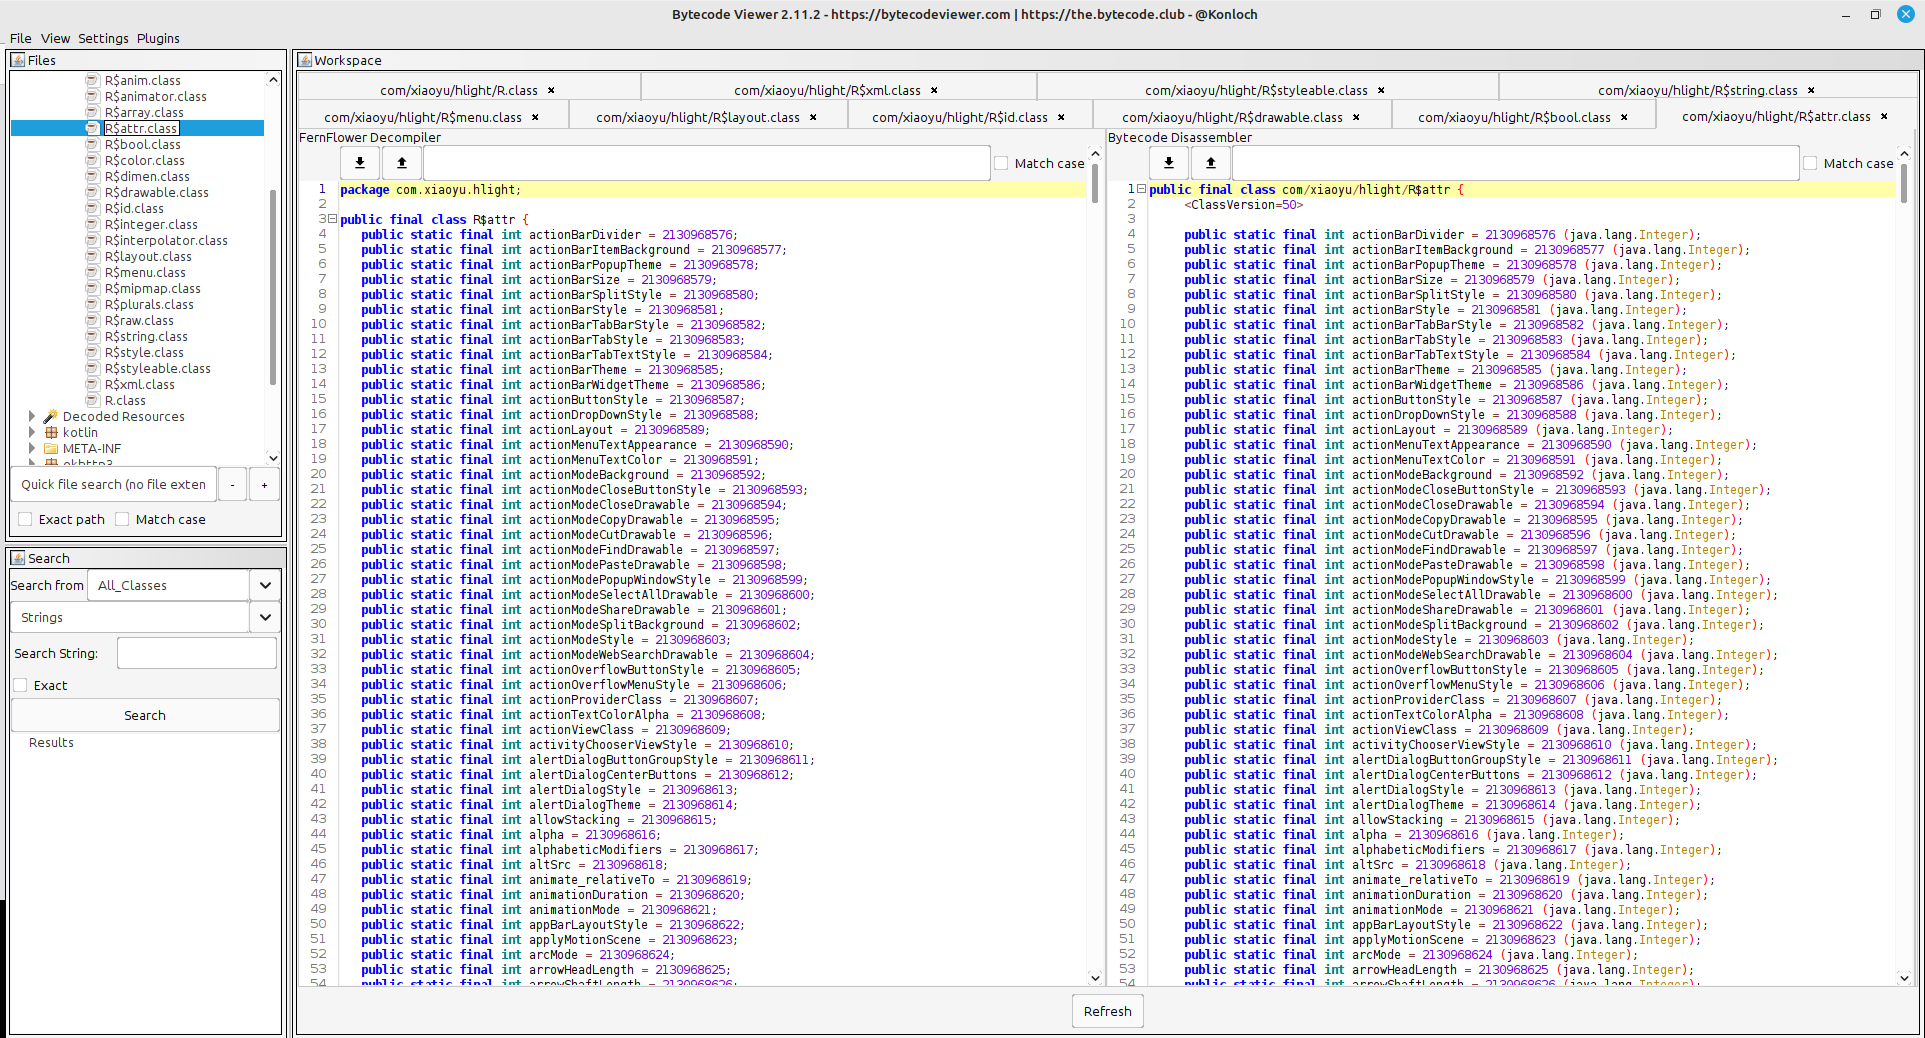 Bytecode Viewer 2.11.2 - https://bytecodeviewer.com | https://the.bytecode.club - @Konloch
File View Settings Plugins
Files
R$anim.class
R$animator.class
R$array.class
R$attr.class
R$bool.class
R$color.class
R$dimen.class
R$drawable.class
R$id.class
R$integer.class
R$interpolator.class
R$layout.class
R$menu.class
R$mipmap.class
R$plurals.class
R$raw.class
R$string.class
R$style.class
R$styleable.class
R$xml.class
R.class
Decoded Resources
kotlin
META-INF
okhttp3
Quick file search (no file exten
- +
Exact path Match case
Search
Search from All_Classes
Strings
Search String:
Exact
Search
Results
Workspace
com/xiaoyu/hlight/R.class × com/xiaoyu/hlight/R$xml.class × com/xiaoyu/hlight/R$styleable.class × com/xiaoyu/hlight/R$string.class ×
com/xiaoyu/hlight/R$menu.class × com/xiaoyu/hlight/R$layout.class × com/xiaoyu/hlight/R$id.class × com/xiaoyu/hlight/R$drawable.class × com/xiaoyu/hlight/R$bool.class × com/xiaoyu/hlight/R$attr.class ×
FernFlower Decompiler
Match case
1 package com.xiaoyu.hlight;
2
3 public final class R$attr {
4 public static final int actionBarDivider = 2130968576;
5 public static final int actionBarItemBackground = 2130968577;
6 public static final int actionBarPopupTheme = 2130968578;
7 public static final int actionBarSize = 2130968579;
8 public static final int actionBarSplitStyle = 2130968580;
9 public static final int actionBarStyle = 2130968581;
10 public static final int actionBarTabBarStyle = 2130968582;
11 public static final int actionBarTabStyle = 2130968583;
12 public static final int actionBarTabTextStyle = 2130968584;
13 public static final int actionBarTheme = 2130968585;
14 public static final int actionBarWidgetTheme = 2130968586;
15 public static final int actionButtonStyle = 2130968587;
16 public static final int actionDropDownStyle = 2130968588;
17 public static final int actionLayout = 2130968589;
18 public static final int actionMenuTextAppearance = 2130968590;
19 public static final int actionMenuTextColor = 2130968591;
20 public static final int actionModeBackground = 2130968592;
21 public static final int actionModeCloseButtonStyle = 2130968593;
22 public static final int actionModeCloseDrawable = 2130968594;
23 public static final int actionModeCopyDrawable = 2130968595;
24 public static final int actionModeCutDrawable = 2130968596;
25 public static final int actionModeFindDrawable = 2130968597;
26 public static final int actionModePasteDrawable = 2130968598;
27 public static final int actionModePopupWindowStyle = 2130968599;
28 public static final int actionModeSelectAllDrawable = 2130968600;
29 public static final int actionModeShareDrawable = 2130968601;
30 public static final int actionModeSplitBackground = 2130968602;
31 public static final int actionModeStyle = 2130968603;
32 public static final int actionModeWebSearchDrawable = 2130968604;
33 public static final int actionOverflowButtonStyle = 2130968605;
34 public static final int actionOverflowMenuStyle = 2130968606;
35 public static final int actionProviderClass = 2130968607;
36 public static final int actionTextColorAlpha = 2130968608;
37 public static final int actionViewClass = 2130968609;
38 public static final int activityChooserViewStyle = 2130968610;
39 public static final int alertDialogButtonGroupStyle = 2130968611;
40 public static final int alertDialogCenterButtons = 2130968612;
41 public static final int alertDialogStyle = 2130968613;
42 public static final int alertDialogTheme = 2130968614;
43 public static final int allowStacking = 2130968615;
44 public static final int alpha = 2130968616;
45 public static final int alphabeticModifiers = 2130968617;
46 public static final int altSrc = 2130968618;
47 public static final int animate_relativeTo = 2130968619;
48 public static final int animationDuration = 2130968620;
49 public static final int animationMode = 2130968621;
50 public static final int appBarLayoutStyle = 2130968622;
51 public static final int applyMotionScene = 2130968623;
52 public static final int arcMode = 2130968624;
53 public static final int arrowHeadLength = 2130968625;
54 public static final int arrowShaftLength = 2130968626;
Bytecode Disassembler
Match case
1 public final class com/xiaoyu/hlight/R$attr {
2 <ClassVersion=50>
3
4 public static final int actionBarDivider = 2130968576 (java.lang.Integer);
5 public static final int actionBarItemBackground = 2130968577 (java.lang.Integer);
6 public static final int actionBarPopupTheme = 2130968578 (java.lang.Integer);
7 public static final int actionBarSize = 2130968579 (java.lang.Integer);
8 public static final int actionBarSplitStyle = 2130968580 (java.lang.Integer);
9 public static final int actionBarStyle = 2130968581 (java.lang.Integer);
10 public static final int actionBarTabBarStyle = 2130968582 (java.lang.Integer);
11 public static final int actionBarTabStyle = 2130968583 (java.lang.Integer);
12 public static final int actionBarTabTextStyle = 2130968584 (java.lang.Integer);
13 public static final int actionBarTheme = 2130968585 (java.lang.Integer);
14 public static final int actionBarWidgetTheme = 2130968586 (java.lang.Integer);
15 public static final int actionButtonStyle = 2130968587 (java.lang.Integer);
16 public static final int actionDropDownStyle = 2130968588 (java.lang.Integer);
17 public static final int actionLayout = 2130968589 (java.lang.Integer);
18 public static final int actionMenuTextAppearance = 2130968590 (java.lang.Integer);
19 public static final int actionMenuTextColor = 2130968591 (java.lang.Integer);
20 public static final int actionModeBackground = 2130968592 (java.lang.Integer);
21 public static final int actionModeCloseButtonStyle = 2130968593 (java.lang.Integer);
22 public static final int actionModeCloseDrawable = 2130968594 (java.lang.Integer);
23 public static final int actionModeCopyDrawable = 2130968595 (java.lang.Integer);
24 public static final int actionModeCutDrawable = 2130968596 (java.lang.Integer);
25 public static final int actionModeFindDrawable = 2130968597 (java.lang.Integer);
26 public static final int actionModePasteDrawable = 2130968598 (java.lang.Integer);
27 public static final int actionModePopupWindowStyle = 2130968599 (java.lang.Integer);
28 public static final int actionModeSelectAllDrawable = 2130968600 (java.lang.Integer);
29 public static final int actionModeShareDrawable = 2130968601 (java.lang.Integer);
30 public static final int actionModeSplitBackground = 2130968602 (java.lang.Integer);
31 public static final int actionModeStyle = 2130968603 (java.lang.Integer);
32 public static final int actionModeWebSearchDrawable = 2130968604 (java.lang.Integer);
33 public static final int actionOverflowButtonStyle = 2130968605 (java.lang.Integer);
34 public static final int actionOverflowMenuStyle = 2130968606 (java.lang.Integer);
35 public static final int actionProviderClass = 2130968607 (java.lang.Integer);
36 public static final int actionTextColorAlpha = 2130968608 (java.lang.Integer);
37 public static final int actionViewClass = 2130968609 (java.lang.Integer);
38 public static final int activityChooserViewStyle = 2130968610 (java.lang.Integer);
39 public static final int alertDialogButtonGroupStyle = 2130968611 (java.lang.Integer);
40 public static final int alertDialogCenterButtons = 2130968612 (java.lang.Integer);
41 public static final int alertDialogStyle = 2130968613 (java.lang.Integer);
42 public static final int alertDialogTheme = 2130968614 (java.lang.Integer);
43 public static final int allowStacking = 2130968615 (java.lang.Integer);
44 public static final int alpha = 2130968616 (java.lang.Integer);
45 public static final int alphabeticModifiers = 2130968617 (java.lang.Integer);
46 public static final int altSrc = 2130968618 (java.lang.Integer);
47 public static final int animate_relativeTo = 2130968619 (java.lang.Integer);
48 public static final int animationDuration = 2130968620 (java.lang.Integer);
49 public static final int animationMode = 2130968621 (java.lang.Integer);
50 public static final int appBarLayoutStyle = 2130968622 (java.lang.Integer);
51 public static final int applyMotionScene = 2130968623 (java.lang.Integer);
52 public static final int arcMode = 2130968624 (java.lang.Integer);
53 public static final int arrowHeadLength = 2130968625 (java.lang.Integer);
54 public static final int arrowShaftLength = 2130968626 (java.lang.Integer);
Refresh